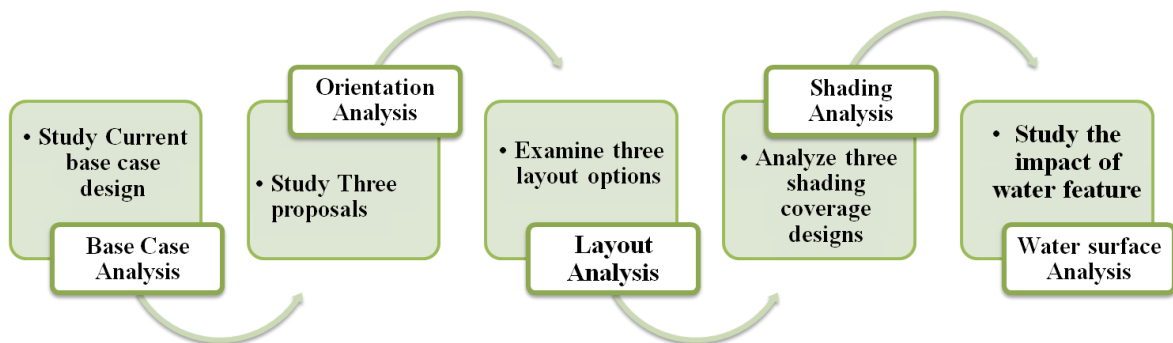 • Study Current
base case
design
Base Case
Analysis
Orientation
Analysis
• Study Three
proposals
• Examine three
layout options
Layout
Analysis
Shading
Analysis
• Analyze three
shading
coverage
designs
• Study the
impact of
water feature
Water surface
Analysis